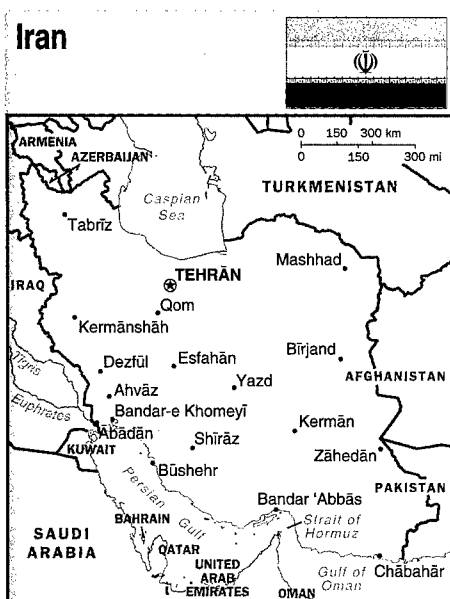 Iran
0 150 300 km
0 150 300 mi
ARMENIA
AZERBAIJAN
Caspian
Sea
TURKMENISTAN
Tabrīz
TEHRĀN
Mashhad
IRAQ
Qom
Kermānshāh
Dezfūl
Esfahān
Bīrjand
Tigris
Ahvāz
Yazd
AFGHANISTAN
Euphrates
Bandar-e Khomeyī
Ābādān
Kermān
KUWAIT
Shīrāz
Zāhedān
Būshehr
Persian
Gulf
PAKISTAN
Bandar ‘Abbās
SAUDI
ARABIA
BAHRAIN
Strait of
Hormuz
QATAR
UNITED
ARAB
EMIRATES
Gulf of
Oman
Chābahār
OMAN